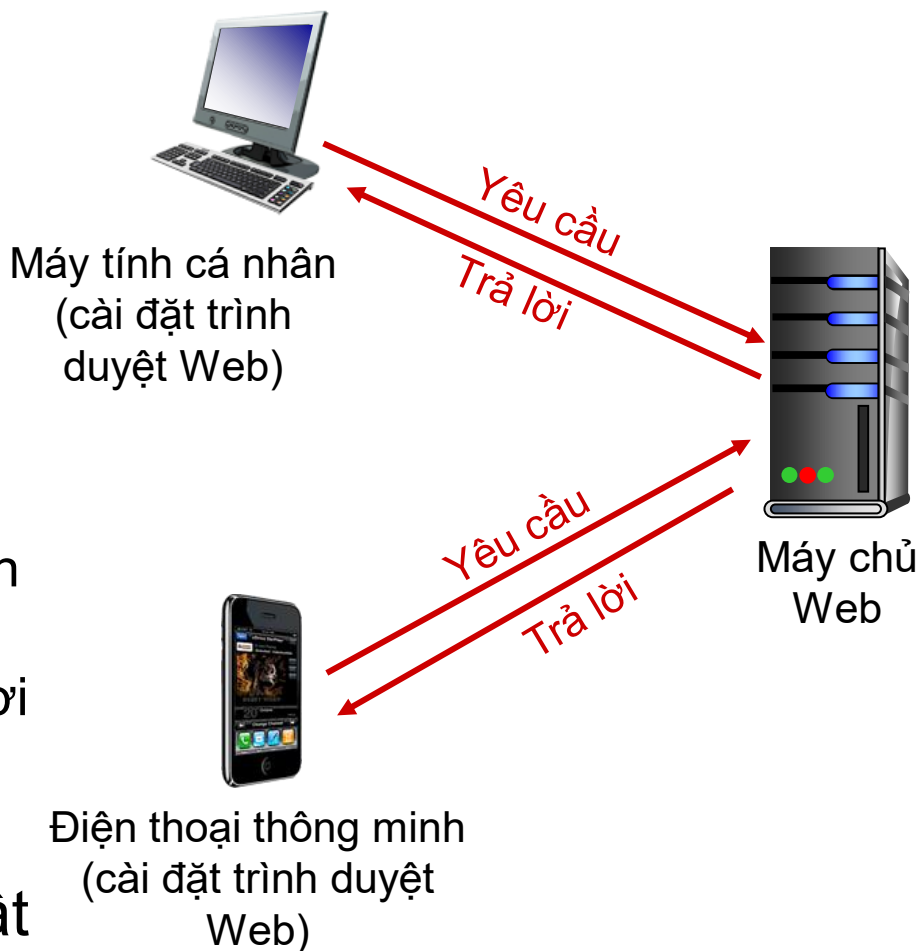 Yêu cầu
Trả lời
Máy tính cá nhân
(cài đặt trình
duyệt Web)
Yêu cầu
Trả lời
Máy chủ
Web
Điện thoại thông minh
(cài đặt trình duyệt
Web)